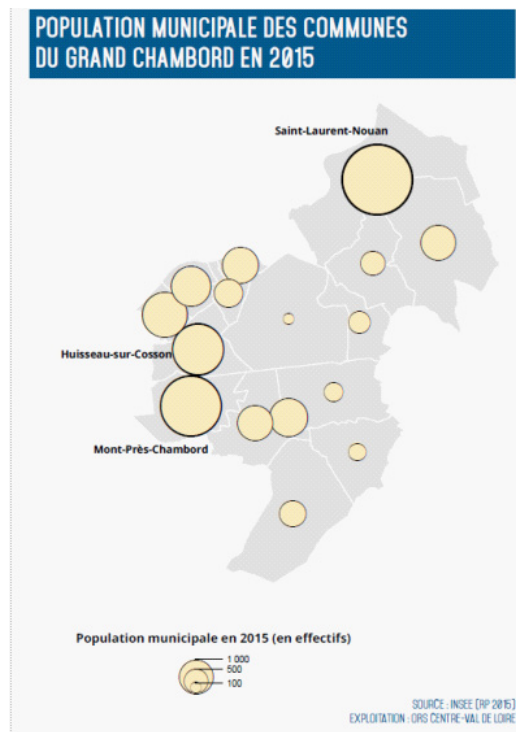 POPULATION MUNICIPALE DES COMMUNES
DU GRAND CHAMBORD EN 2015
Saint-Laurent-Nouan
Huisseau-sur-Cosson
Mont-Près-Chambord
Population municipale en 2015 (en effectifs)
1 000
500
100
SOURCE : INSEE [RP 2015]
EXPLOITATION : ORS CENTRE-VAL DE LOIRE